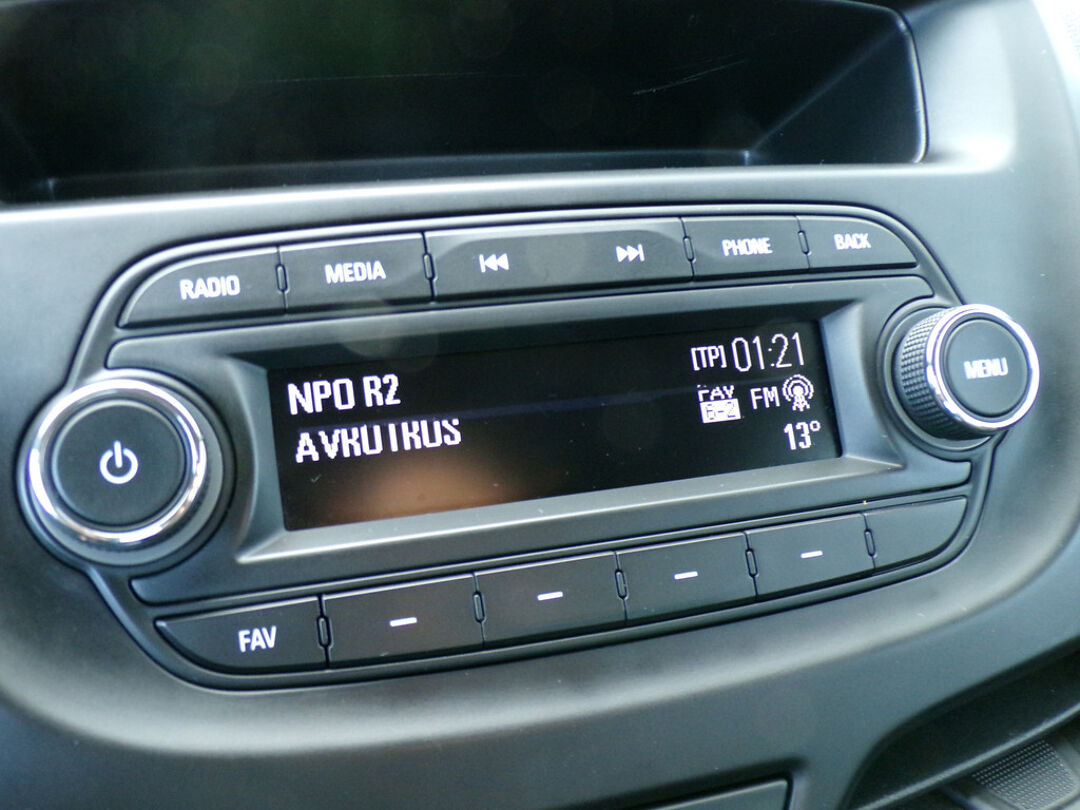 RADIO MEDIA PHONE BACK
NPO R2 [TP] 01:21
FAV FM
AVROTROS
13°
MENU
FAV